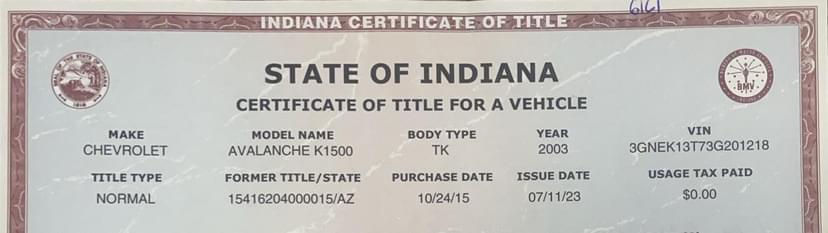 6161
INDIANA CERTIFICATE OF TITLE
STATE OF INDIANA
CERTIFICATE OF TITLE FOR A VEHICLE
BMV
1816
MAKE MODEL NAME BODY TYPE YEAR VIN
CHEVROLET AVALANCHE K1500 TK 2003 3GNEK13T73G201218
TITLE TYPE FORMER TITLE/STATE PURCHASE DATE ISSUE DATE USAGE TAX PAID
NORMAL 15416204000015/AZ 10/24/15 07/11/23 $0.00